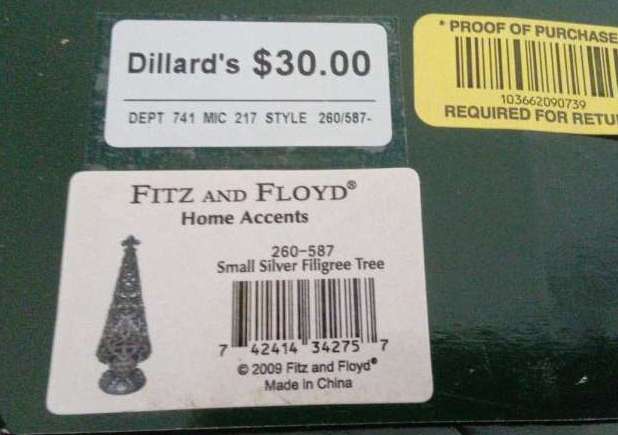 Dillard's $30.00
DEPT 741 MIC 217 STYLE 260/587-
* PROOF OF PURCHASE
103662090739
REQUIRED FOR RETU
FITZ AND FLOYD®
Home Accents
260-587
Small Silver Filigree Tree
7 42414 34275 7
© 2009 Fitz and Floyd®
Made in China